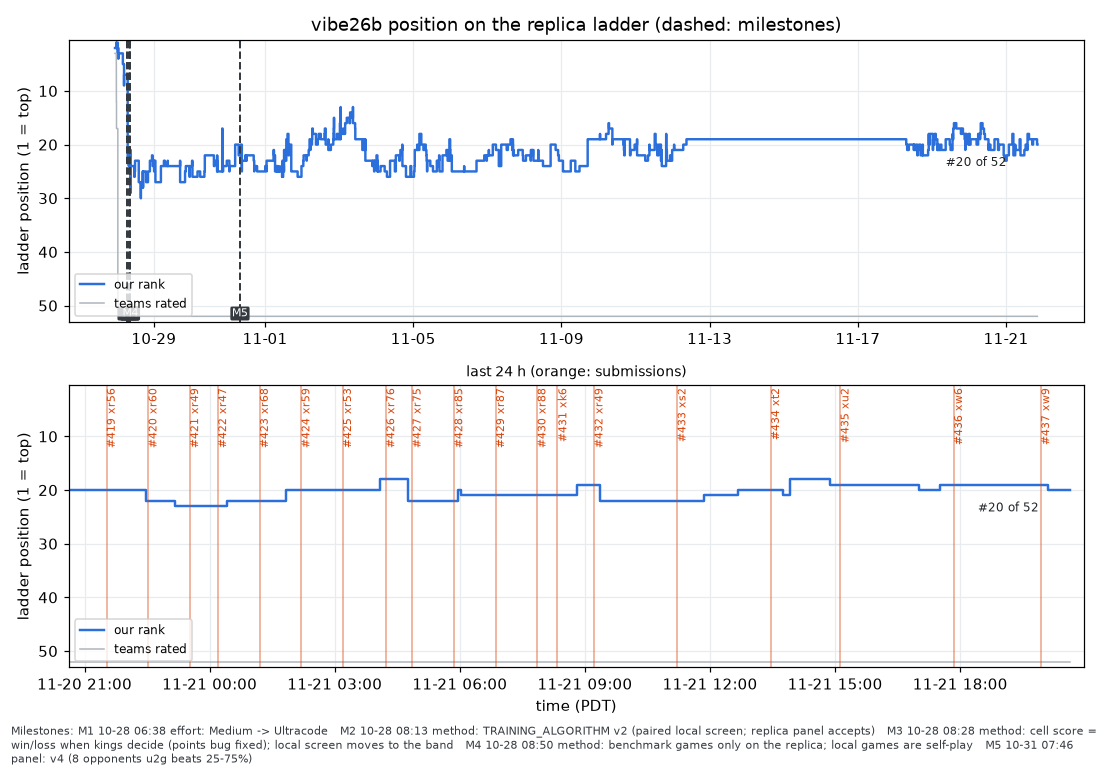 vibe26b position on the replica ladder (dashed: milestones)
ladder position (1 = top)
10
20
30
40
50
#20 of 52
our rank
teams rated
M4
M5
10-29
11-01
11-05
11-09
11-13
11-17
11-21
last 24 h (orange: submissions)
ladder position (1 = top)
10
20
30
40
50
#419 xr56
#420 xr60
#421 xr49
#422 xr47
#423 xr68
#424 xr59
#425 xr53
#426 xr76
#427 xr75
#428 xr85
#429 xr87
#430 xr88
#431 xk6
#432 xr49
#433 xs2
#434 xt2
#435 xu2
#436 xw6
#437 xw9
#20 of 52
our rank
teams rated
11-20 21:00
11-21 00:00
11-21 03:00
11-21 06:00
11-21 09:00
11-21 12:00
11-21 15:00
11-21 18:00
time (PDT)
Milestones: M1 10-28 06:38 effort: Medium -> Ultracode M2 10-28 08:13 method: TRAINING_ALGORITHM v2 (paired local screen; replica panel accepts) M3 10-28 08:28 method: cell score =
win/loss when kings decide (points bug fixed); local screen moves to the band M4 10-28 08:50 method: benchmark games only on the replica; local games are self-play M5 10-31 07:46
panel: v4 (8 opponents u2g beats 25-75%)